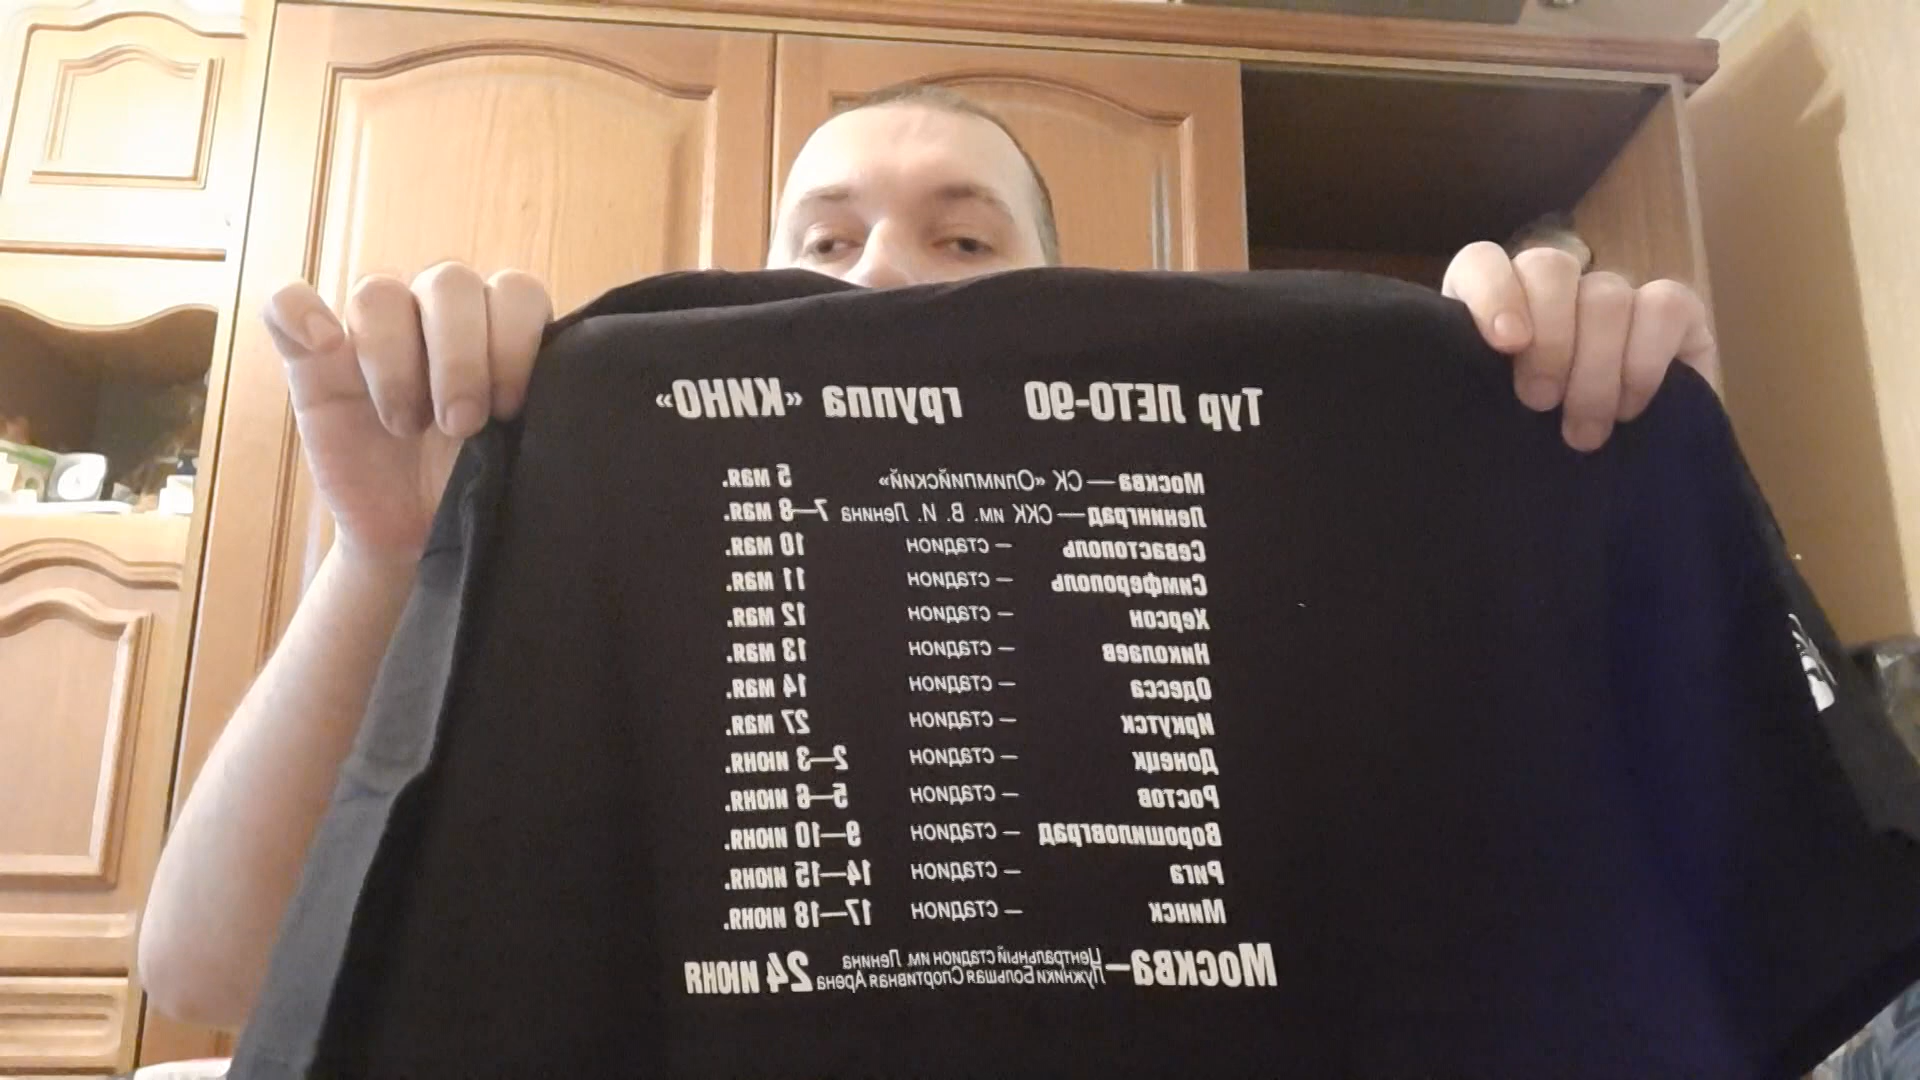 Тур ЛЕТО-90 группа «КИНО»
Москва — СК «Олимпийский» 5 мая.
Ленинград — СКК им. В. И. Ленина 7—8 мая.
Севастополь — стадион 10 мая.
Симферополь — стадион 11 мая.
Херсон — стадион 12 мая.
Николаев — стадион 13 мая.
Одесса — стадион 14 мая.
Иркутск — стадион 27 мая.
Донецк — стадион 2—3 июня.
Ростов — стадион 5—6 июня.
Ворошиловград — стадион 9—10 июня.
Рига — стадион 14—15 июня.
Минск — стадион 17—18 июня.
Москва— Центральный стадион им. Ленина 24 июня
Лужники Большая Спортивная Арена